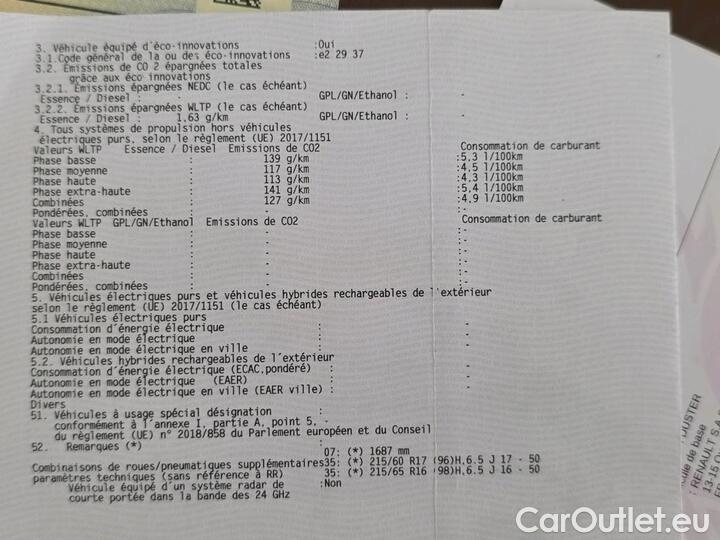 3. Véhicule équipé d'éco-innovations :Oui
3.1.Code général de la ou des éco-innovations :e2 29 37
3.2. Emissions de CO 2 épargnées totales
grâce aux éco innovations
3.2.1. Émissions épargnées NEDC (le cas échéant)
Essence / Diesel : - GPL/GN/Ethanol : -
3.2.2. Émissions épargnées WLTP (le cas échéant)
Essence / Diesel : 1,63 g/km GPL/GN/Ethanol : -
4. Tous systèmes de propulsion hors véhicules
électriques purs, selon le règlement (UE) 2017/1151
Valeurs WLTP Essence / Diesel Emissions de CO2 Consommation de carburant
Phase basse : 139 g/km :5.3 l/100km
Phase moyenne : 117 g/km :4.5 l/100km
Phase haute : 113 g/km :4.3 l/100km
Phase extra-haute : 141 g/km :5.4 l/100km
Combinées : 127 g/km :4.9 l/100km
Pondérées, combinées : - :-
Valeurs WLTP GPL/GN/Ethanol Emissions de CO2 Consommation de carburant
Phase basse : - :-
Phase moyenne : - :-
Phase haute : - :-
Phase extra-haute : - :-
Combinées : - :-
Pondérées, combinées : - :-
5. Véhicules électriques purs et véhicules hybrides rechargeables de l'extérieur
selon le règlement (UE) 2017/1151 (le cas échéant)
5.1 Véhicules électriques purs
Consommation d'énergie électrique : -
Autonomie en mode électrique : -
Autonomie en mode électrique en ville : -
5.2. Véhicules hybrides rechargeables de l'extérieur
Consommation d'énergie électrique (ECAC,pondéré) : -
Autonomie en mode électrique (EAER) : -
Autonomie en mode électrique en ville (EAER ville) : -
Divers
51. Véhicules à usage spécial désignation :
conformément à l'annexe I, partie A, point 5, -
du règlement (UE) n° 2018/858 du Parlement européen et du Conseil
52. Remarques (*) :
07: (*) 1687 mm
Combinaisons de roues/pneumatiques supplémentaires 35: (*) 215/60 R17 (96)H,6.5 J 17 - 50
paramètres techniques (sans référence à RR) 35: (*) 215/65 R16 (98)H,6.5 J 16 - 50
Véhicule équipé d'un système radar de :Non
courte portée dans la bande des 24 GHz
DUSTER
de base
: RENAULT S.A
13-15
CarOutlet.eu